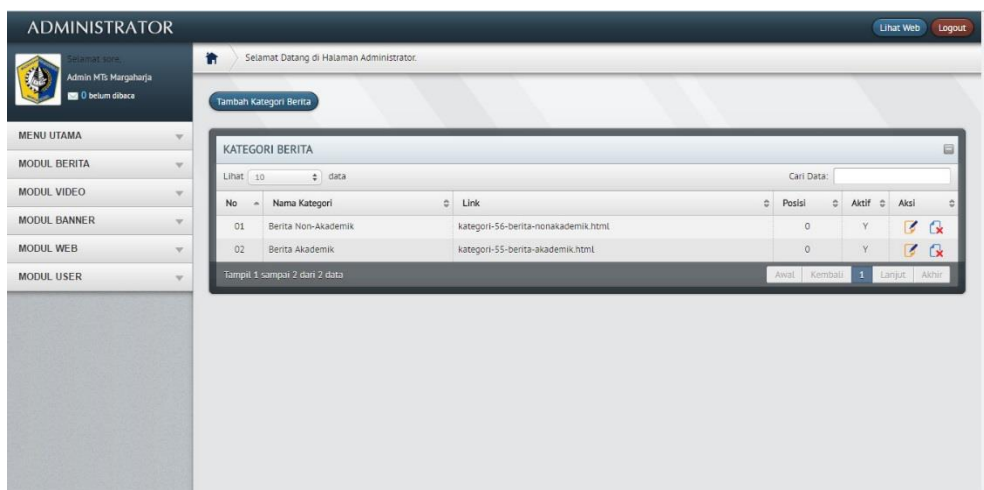 ADMINISTRATOR
Lihat Web Logout
Selamat sore,
Admin MTs Margaharja
0 belum dibaca
Selamat Datang di Halaman Administrator.
Tambah Kategori Berita
MENU UTAMA
MODUL BERITA
MODUL VIDEO
MODUL BANNER
MODUL WEB
MODUL USER
KATEGORI BERITA
Lihat 10 data Cari Data:
No Nama Kategori Link Posisi Aktif Aksi
01 Berita Non-Akademik kategori-56-berita-nonakademik.html 0 Y
02 Berita Akademik kategori-55-berita-akademik.html 0 Y
Tampil 1 sampai 2 dari 2 data Awal Kembali 1 Lanjut Akhir